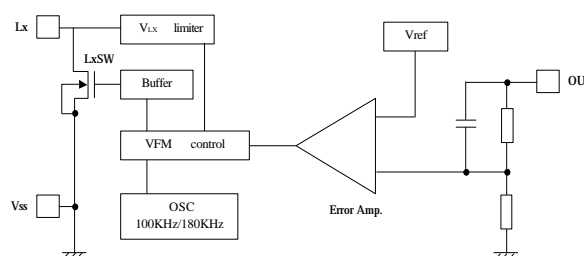 Lx
VLX limiter
Vref
LxSW
Buffer
OU
VFM control
Vss
OSC
100KHz/180KHz
Error Amp.